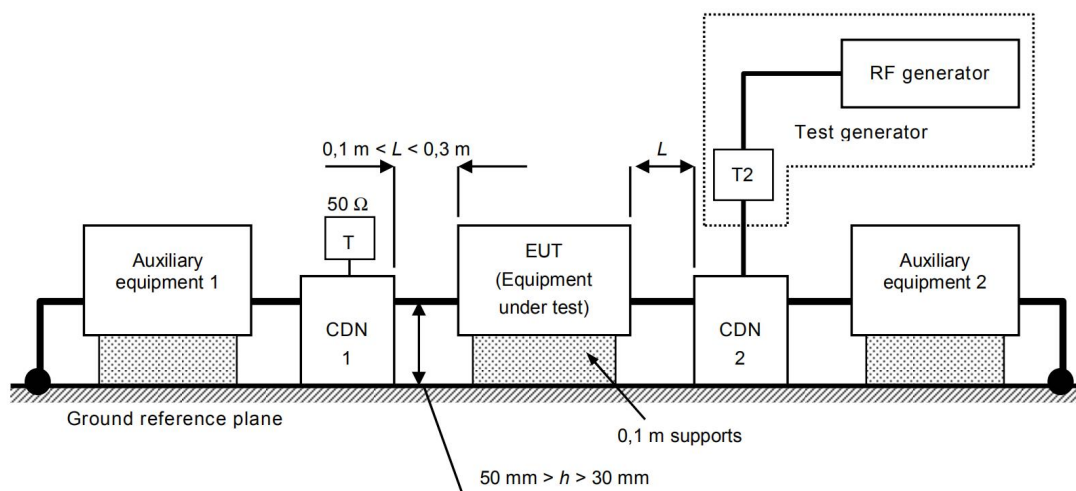 RF generator
Test generator
0,1 m < L < 0,3 m
L
T2
50 Ω
T
Auxiliary
equipment 1
EUT
(Equipment
under test)
Auxiliary
equipment 2
CDN
1
CDN
2
Ground reference plane
0,1 m supports
50 mm > h > 30 mm